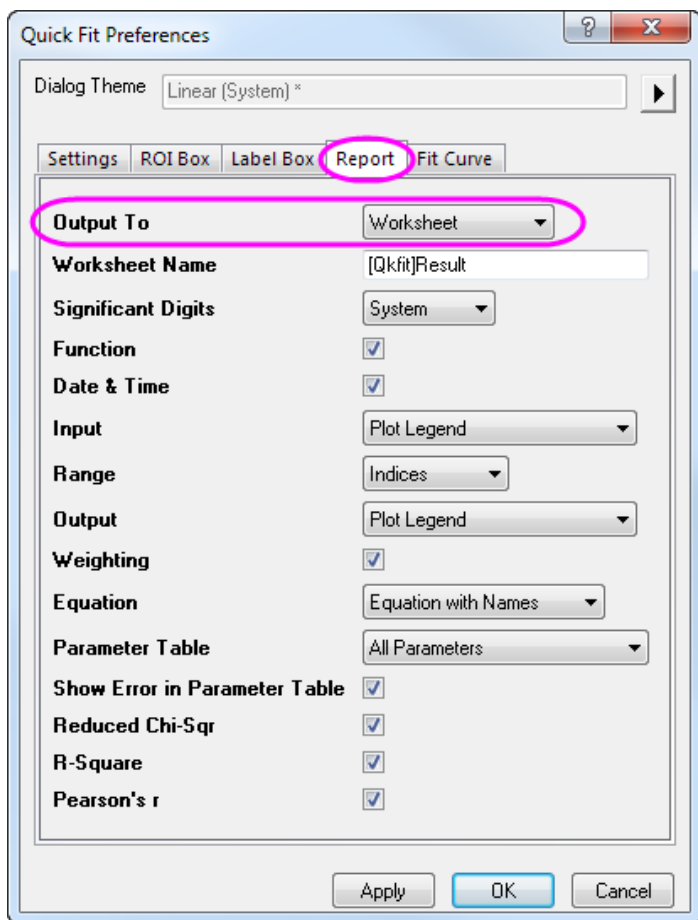 Quick Fit Preferences
Dialog Theme Linear (System) *
Settings ROI Box Label Box Report Fit Curve
Output To Worksheet
Worksheet Name [Qkfit]Result
Significant Digits System
Function
Date & Time
Input Plot Legend
Range Indices
Output Plot Legend
Weighting
Equation Equation with Names
Parameter Table All Parameters
Show Error in Parameter Table
Reduced Chi-Sqr
R-Square
Pearson's r
Apply OK Cancel